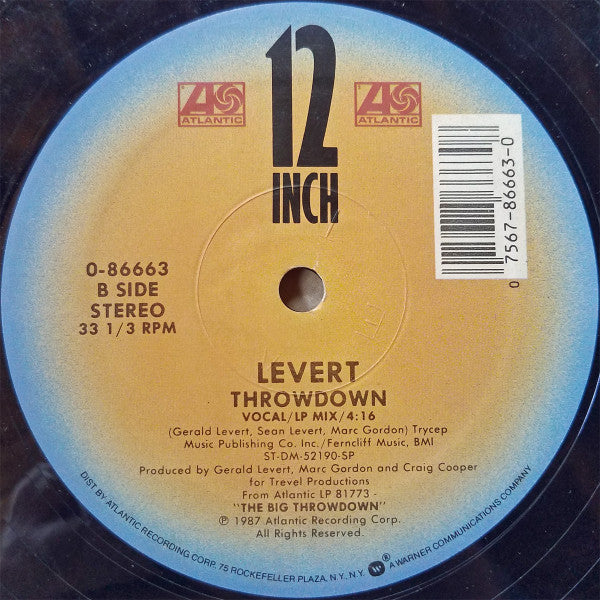 12
INCH
ATLANTIC
ATLANTIC
0 7567-86663-0
0-86663
B SIDE
STEREO
33 1/3 RPM
LEVERT
THROWDOWN
VOCAL/LP MIX/4:16
(Gerald Levert, Sean Levert, Marc Gordon) Trycep
Music Publishing Co. Inc./Ferncliff Music, BMI
ST-DM-52190-SP
Produced by Gerald Levert, Marc Gordon and Craig Cooper
for Trevel Productions
From Atlantic LP 81773 -
"THE BIG THROWDOWN"
℗ 1987 Atlantic Recording Corp.
All Rights Reserved.
DIST BY ATLANTIC RECORDING CORP. 75 ROCKEFELLER PLAZA, N.Y., N.Y. A WARNER COMMUNICATIONS COMPANY